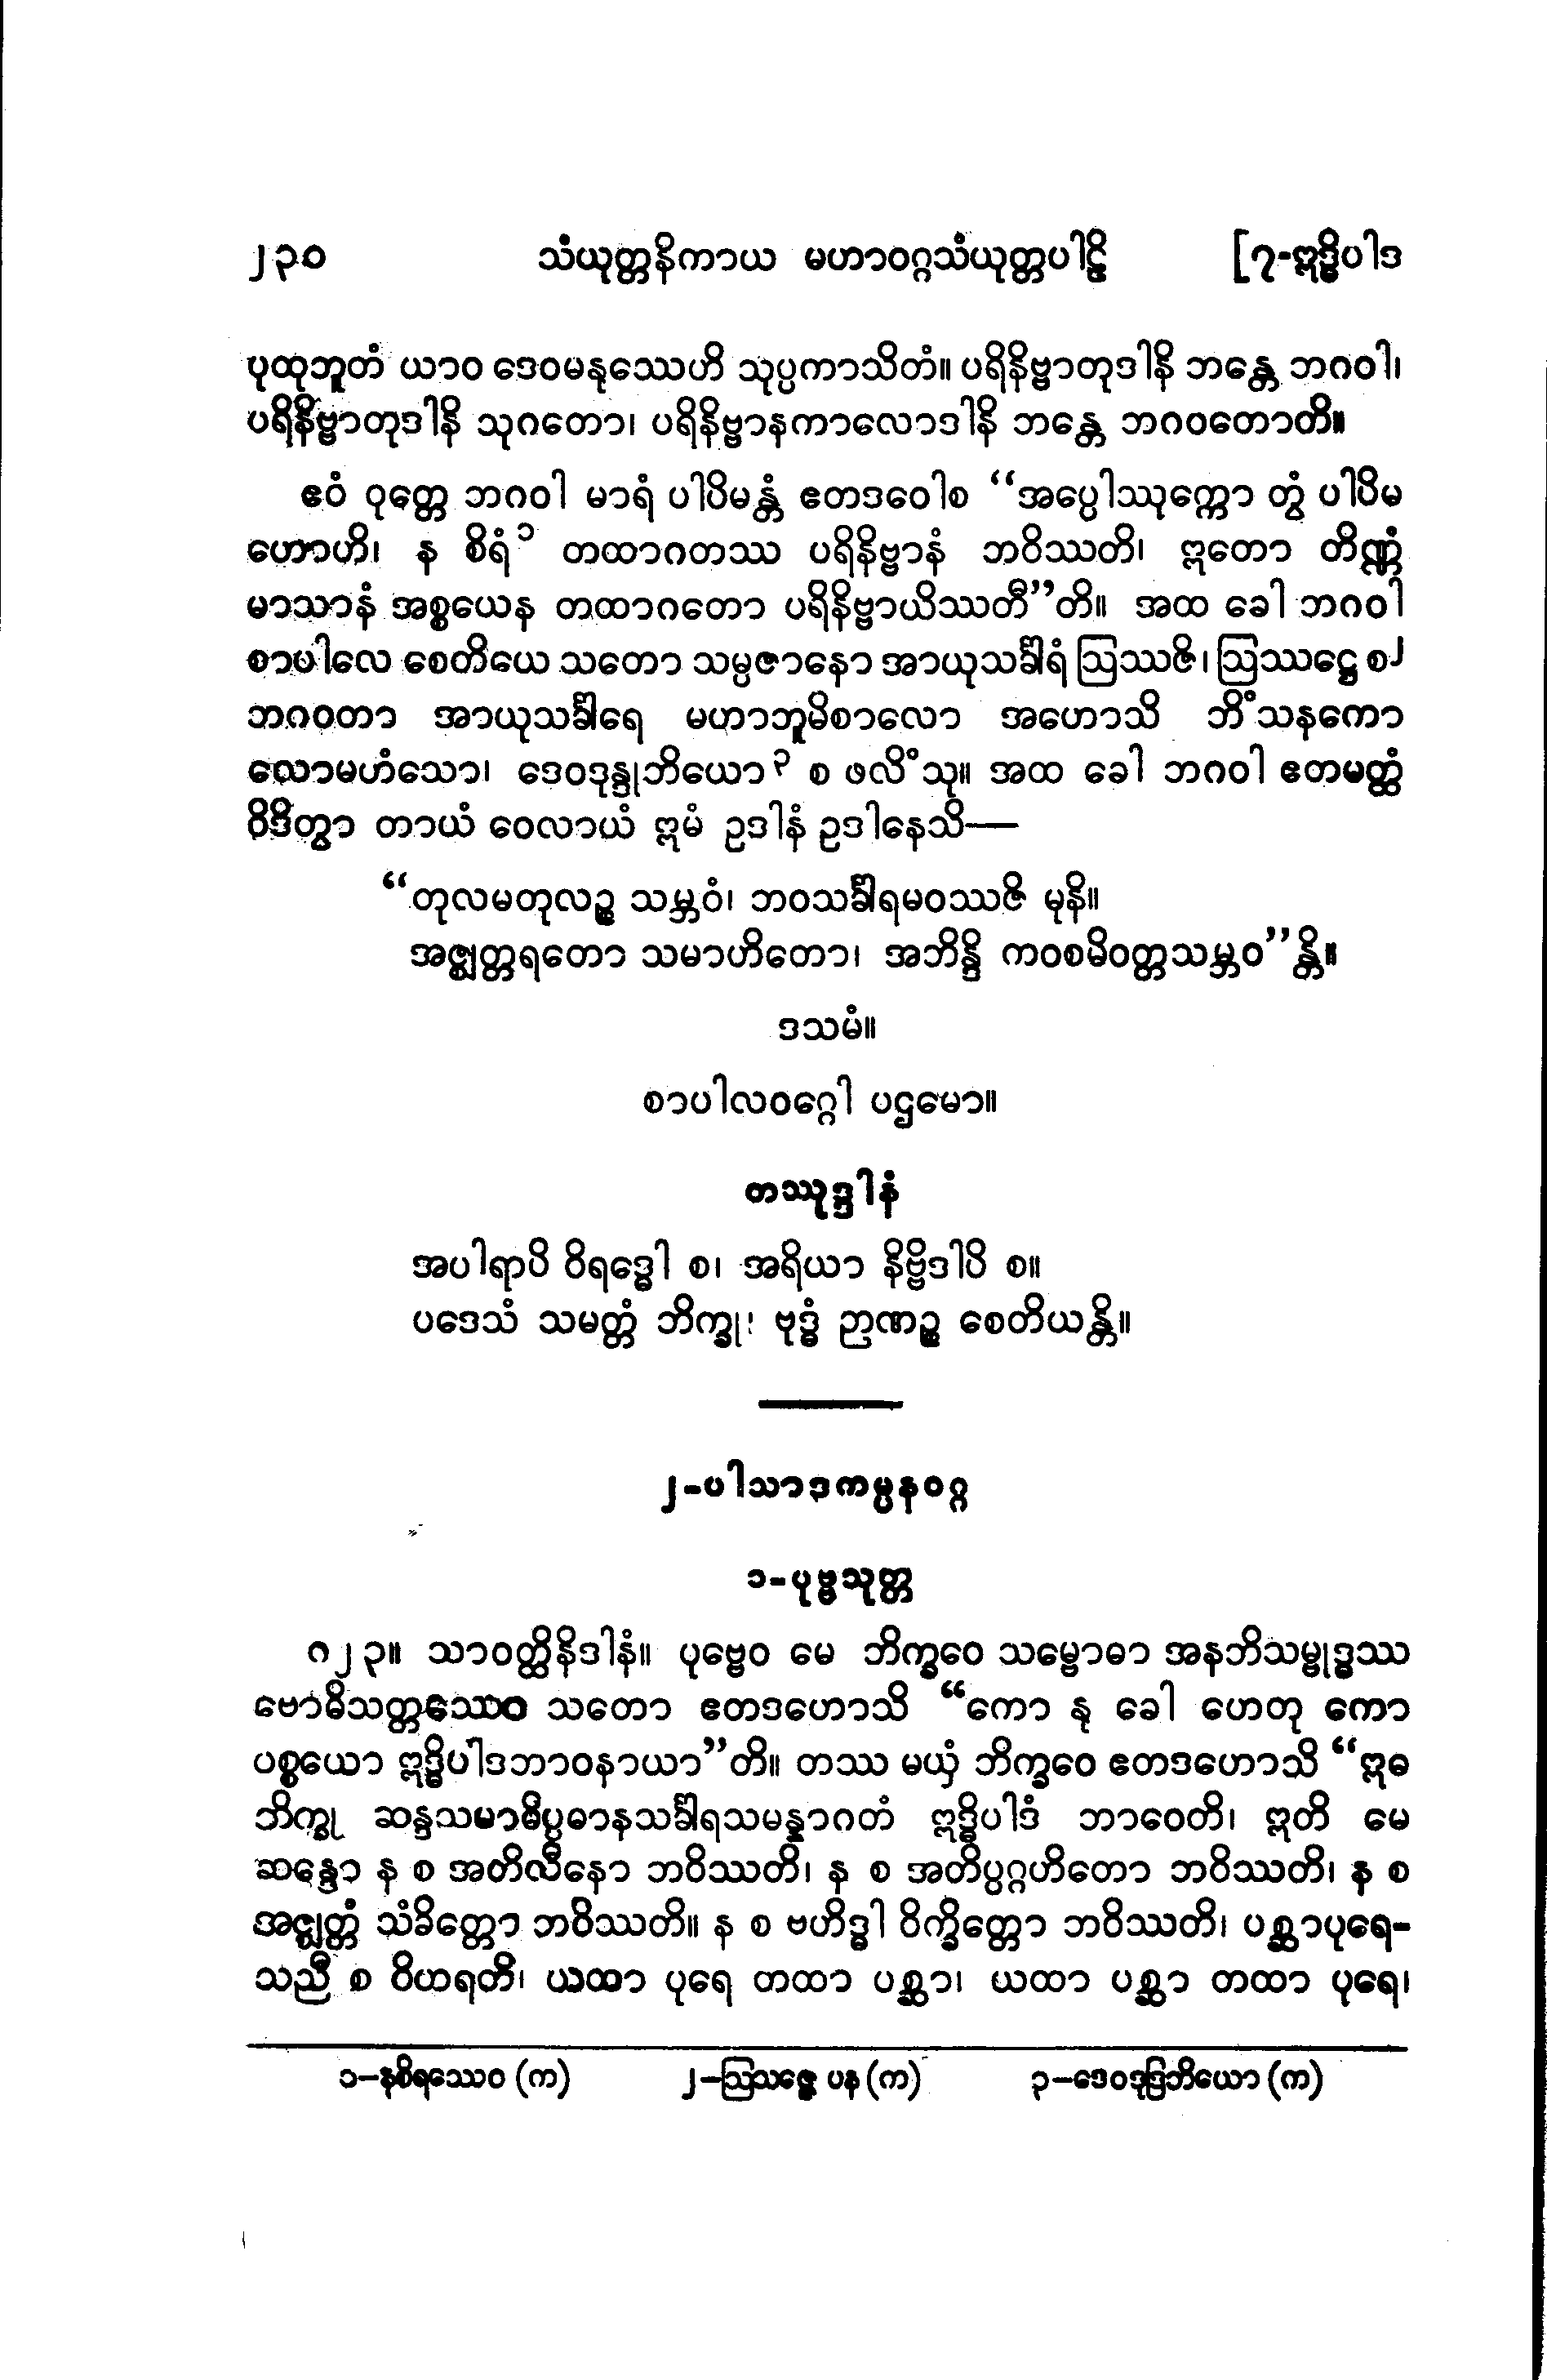 ၂၃၀ သံယုတ္တနိကာယ မဟာဝဂ္ဂသံယုတ္တပါဠိ [၇-ဣဒ္ဓိပါဒ
ပုထုဘူတံ ယာဝ ဒေဝမနုဿေဟိ သုပ္ပကာသိတံ။ ပရိနိဗ္ဗာတုဒါနိ ဘန္တေ ဘဂဝါ၊
ပရိနိဗ္ဗာတုဒါနိ သုဂတော၊ ပရိနိဗ္ဗာနကာလောဒါနိ ဘန္တေ ဘဂဝတောတိ။
ဧဝံ ဝုတ္တေ ဘဂဝါ မာရံ ပါပိမန္တံ ဧတဒဝေါစ “အပ္ပေါဿုက္ကော တွံ ပါပိမ
ဟောဟိ၊ န စိရံ၁ တထာဂတဿ ပရိနိဗ္ဗာနံ ဘဝိဿတိ၊ ဣတော တိဏ္ဏံ
မာသာနံ အစ္စယေန တထာဂတော ပရိနိဗ္ဗာယိဿတီ”တိ။ အထ ခေါ ဘဂဝါ
စာပါလေ စေတိယေ သတော သမ္ပဇာနော အာယုသင်္ခါရံ ဩဿဇိ၊ ဩဿဋ္ဌေ စ၂
ဘဂဝတာ အာယုသင်္ခါရေ မဟာဘူမိစာလော အဟောသိ ဘိံသနကော
လောမဟံသော၊ ဒေဝဒုန္ဒုဘိယော၃ စ ဖလိံသု။ အထ ခေါ ဘဂဝါ ဧတမတ္ထံ
ဝိဒိတွာ တာယံ ဝေလာယံ ဣမံ ဥဒါနံ ဥဒါနေသိ—
“တုလမတုလဉ္စ သမ္ဘဝံ၊ ဘဝသင်္ခါရမဝဿဇိ မုနိ။
အဇ္ဈတ္တရတော သမာဟိတော၊ အဘိန္ဒိ ကဝစမိဝတ္တသမ္ဘဝ”န္တိ။
ဒသမံ။
စာပါလဝဂ္ဂေါ ပဌမော။
တဿုဒ္ဒါနံ
အပါရာပိ ဝိရဒ္ဓေါ စ၊ အရိယာ နိဗ္ဗိဒါပိ စ။
ပဒေသံ သမတ္တံ ဘိက္ခု၊ ဗုဒ္ဓံ ဉာဏဉ္စ စေတိယန္တိ။
၂-ပါသာဒကမ္ပနဝဂ္ဂ
၁-ပုဗ္ဗသုတ္တ
၈၂၃။ သာဝတ္ထိနိဒါနံ။ ပုဗ္ဗေဝ မေ ဘိက္ခဝေ သမ္ဗောဓာ အနဘိသမ္ဗုဒ္ဓဿ
ဗောဓိသတ္တဿေဝ သတော ဧတဒဟောသိ “ကော နု ခေါ ဟေတု ကော
ပစ္စယော ဣဒ္ဓိပါဒဘာဝနာယာ”တိ။ တဿ မယှံ ဘိက္ခဝေ ဧတဒဟောသိ “ဣဓ
ဘိက္ခု ဆန္ဒသမာဓိပ္ပဓာနသင်္ခါရသမန္နာဂတံ ဣဒ္ဓိပါဒံ ဘာဝေတိ၊ ဣတိ မေ
ဆန္ဒော န စ အတိလီနော ဘဝိဿတိ၊ န စ အတိပ္ပဂ္ဂဟိတော ဘဝိဿတိ၊ န စ
အဇ္ဈတ္တံ သံခိတ္တော ဘဝိဿတိ။ န စ ဗဟိဒ္ဓါ ဝိက္ခိတ္တော ဘဝိဿတိ၊ ပစ္ဆာပုရေ-
သညီ စ ဝိဟရတိ၊ ယထာ ပုရေ တထာ ပစ္ဆာ၊ ယထာ ပစ္ဆာ တထာ ပုရေ၊
၁–နစိရဿေဝ (က) ၂–ဩသဇ္ဇေ ပန (က) ၃–ဒေဝဒုဒြဘိယော (က)